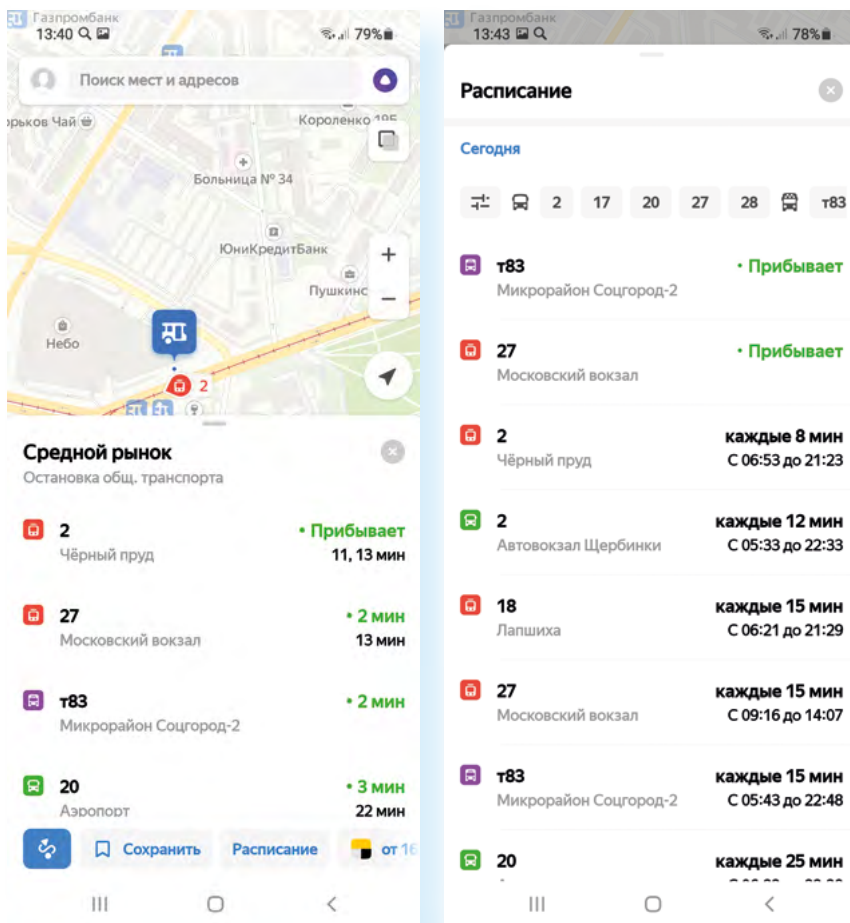 Газпромбанк
13:40
79%
Поиск мест и адресов
Чай
Короленко
Больница № 34
ЮниКредитБанк
Небо
2
Средной рынок
Остановка общ. транспорта
2
• Прибывает
Чёрный пруд
11, 13 мин
27
• 2 мин
Московский вокзал
13 мин
т83
• 2 мин
Микрорайон Соцгород-2
20
• 3 мин
Аэропорт
22 мин
Сохранить
Расписание
от 16
Газпромбанк
13:43
78%
Расписание
Сегодня
2 17 20 27 28 т83
т83
• Прибывает
Микрорайон Соцгород-2
27
• Прибывает
Московский вокзал
2
каждые 8 мин
Чёрный пруд
С 06:53 до 21:23
2
каждые 12 мин
Автовокзал Щербинки
С 05:33 до 22:33
18
каждые 15 мин
Лапшиха
С 06:21 до 21:29
27
каждые 15 мин
Московский вокзал
С 09:16 до 14:07
т83
каждые 15 мин
Микрорайон Соцгород-2
С 05:43 до 22:48
20
каждые 25 мин